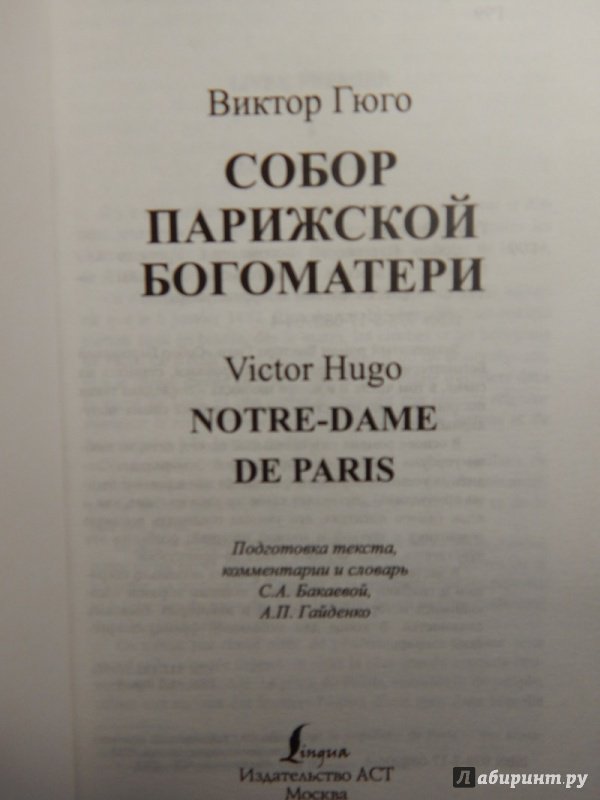 Виктор Гюго
СОБОР
ПАРИЖСКОЙ
БОГОМАТЕРИ
Victor Hugo
NOTRE-DAME
DE PARIS
Подготовка текста,
комментарии и словарь
С.А. Бакаевой,
А.П. Гайденко
Lingua
Издательство АСТ
Москва
Лабиринт.ру